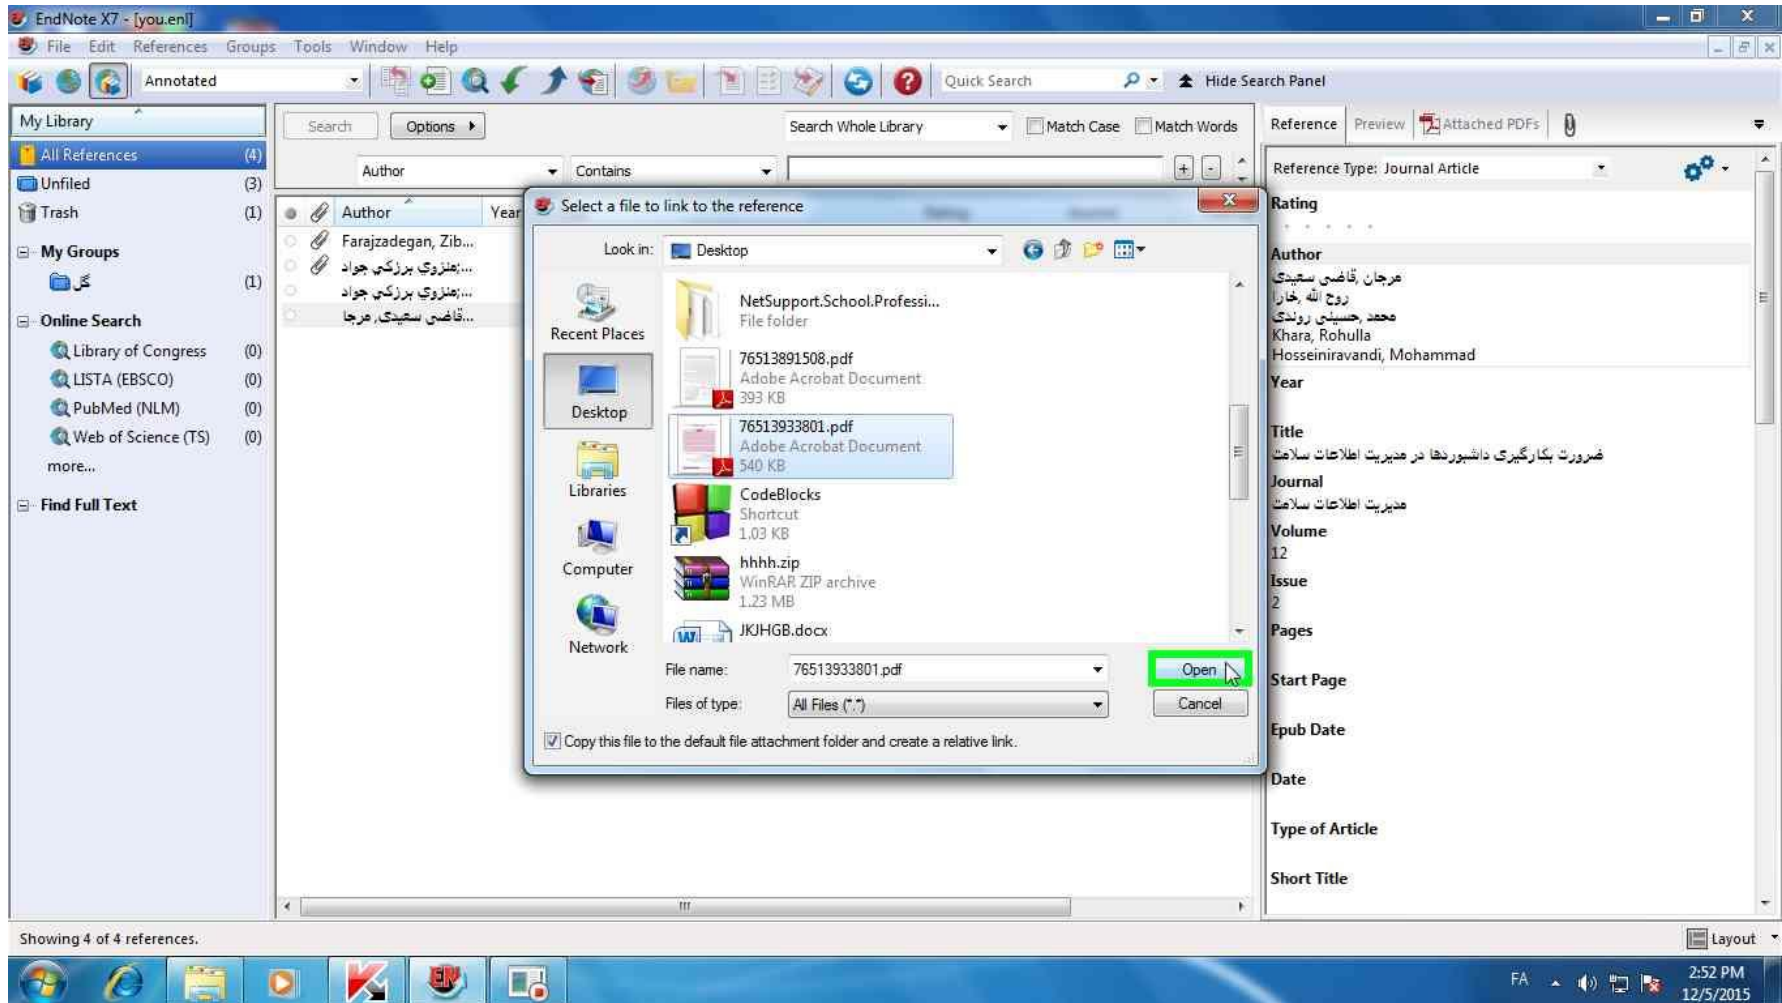 EndNote X7 - [you.enl]
File Edit References Groups Tools Window Help
Annotated
Quick Search
Hide Search Panel
My Library
All References (4)
Unfiled (3)
Trash (1)
My Groups
گل (1)
Online Search
Library of Congress (0)
LISTA (EBSCO) (0)
PubMed (NLM) (0)
Web of Science (TS) (0)
more...
Find Full Text
Search Options Search Whole Library Match Case Match Words
Author Contains + -
Author Year Rating Journal
Farajzadegan, Zib...
هنزوي برزكي جواد;...
هنزوي برزكي جواد;...
قاضی سعیدی, مرجا...
Select a file to link to the reference
Look in: Desktop
Recent Places
Desktop
Libraries
Computer
Network
NetSupport.School.Professi...
File folder
76513891508.pdf
Adobe Acrobat Document
393 KB
76513933801.pdf
Adobe Acrobat Document
540 KB
CodeBlocks
Shortcut
1.03 KB
hhhh.zip
WinRAR ZIP archive
1.23 MB
JKJHGB.docx
File name: 76513933801.pdf Open
Files of type: All Files (*.*) Cancel
Copy this file to the default file attachment folder and create a relative link.
Reference Preview Attached PDFs
Reference Type: Journal Article
Rating
Author
مرجان, قاضی سعیدی
روح الله, خارا
محمد, حسینی روندی
Khara, Rohulla
Hosseiniravandi, Mohammad
Year
Title
ضرورت بکارگیری داشبوردها در مدیریت اطلاعات سلامت
Journal
مدیریت اطلاعات سلامت
Volume
12
Issue
2
Pages
Start Page
Epub Date
Date
Type of Article
Short Title
Showing 4 of 4 references.
Layout
EN
FA
2:52 PM
12/5/2015